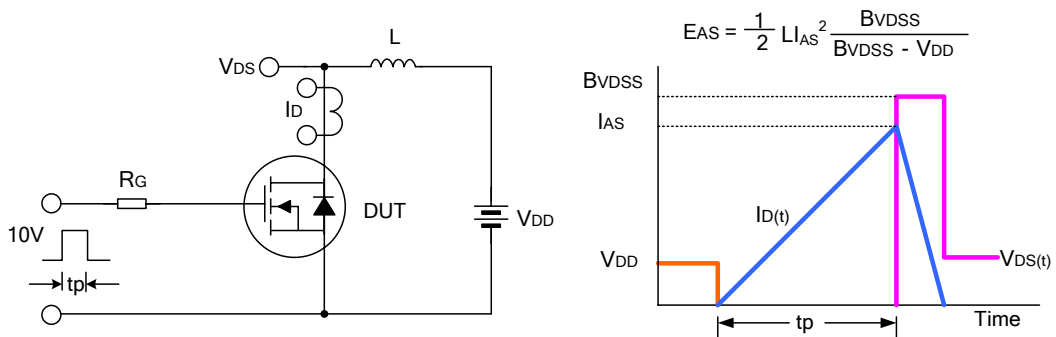 VDS
L
ID
RG
10V
tp
DUT
VDD
EAS = 1/2 LIAS² BVDSS / BVDSS - VDD
BVDSS
IAS
ID(t)
VDD
VDS(t)
tp
Time